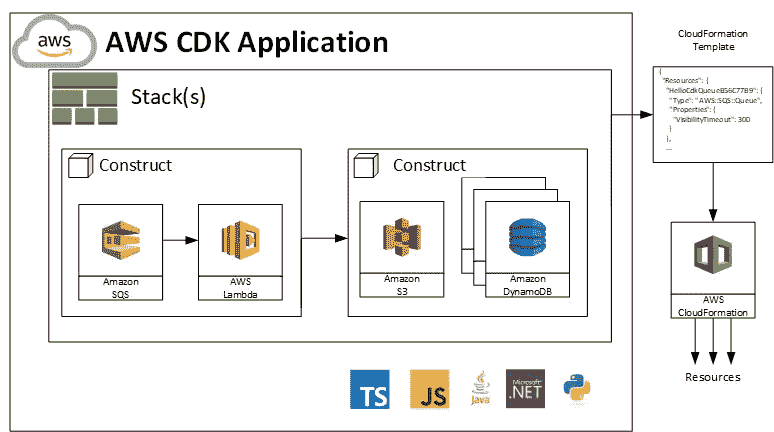 aws
AWS CDK Application
Stack(s)
Construct
Amazon
SQS
AWS
Lambda
Construct
Amazon
S3
Amazon
DynamoDB
TS
JS
Java
Microsoft
.NET
CloudFormation
Template
{
"Resources": {
"HelloCdkQueueB56C77B9": {
"Type": "AWS::SQS::Queue",
"Properties": {
"VisibilityTimeout": 300
}
},
...
AWS
CloudFormation
Resources